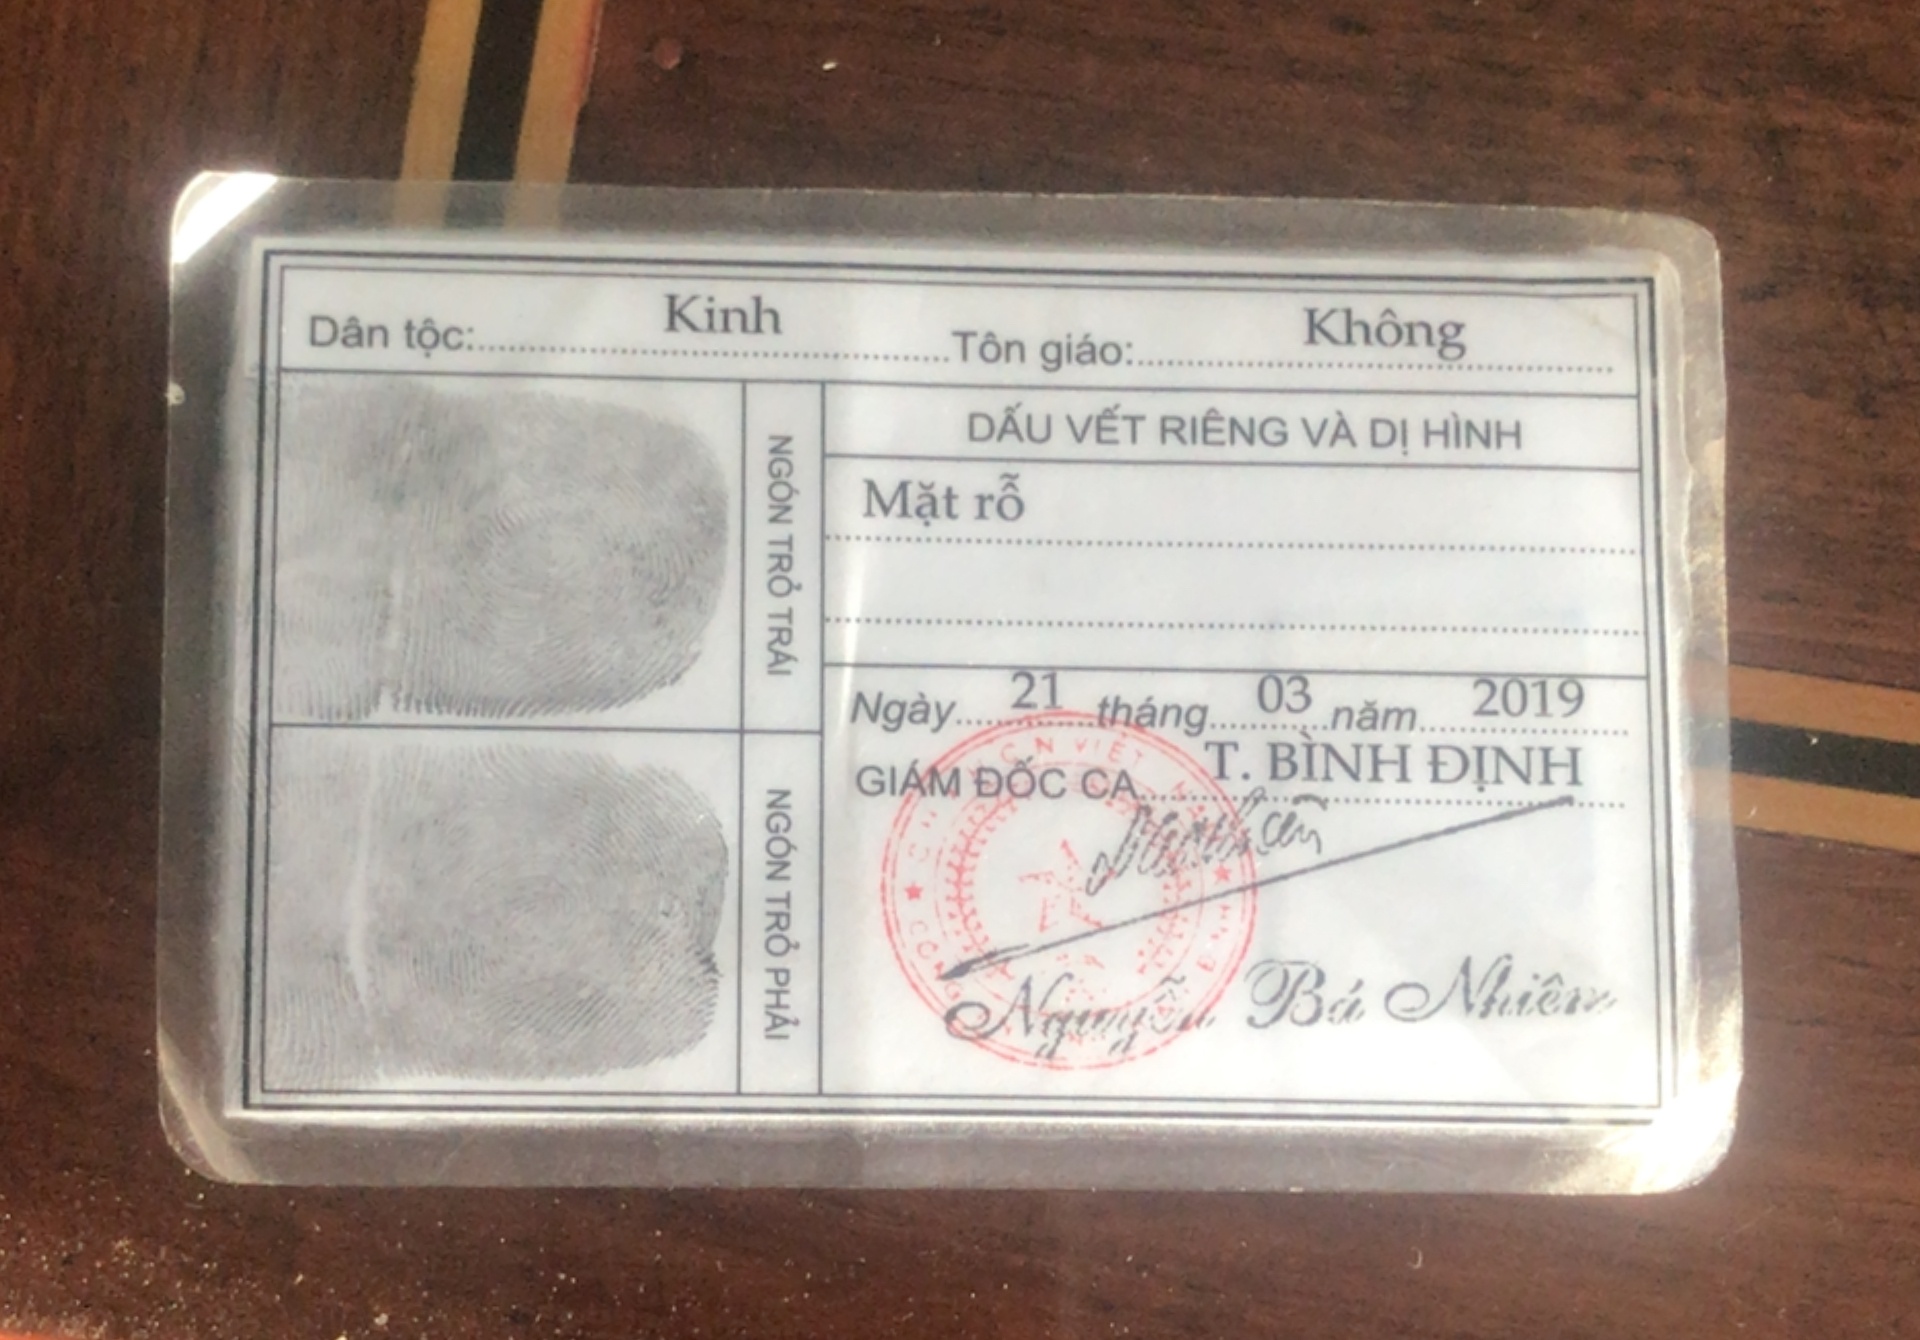 Dân tộc: Kinh Tôn giáo: Không
NGÓN TRỎ TRÁI
NGÓN TRỎ PHẢI
DẤU VẾT RIÊNG VÀ DỊ HÌNH
Mặt rỗ
Ngày 21 tháng 03 năm 2019
GIÁM ĐỐC CA T. BÌNH ĐỊNH
Nguyễn Bá Nhiên